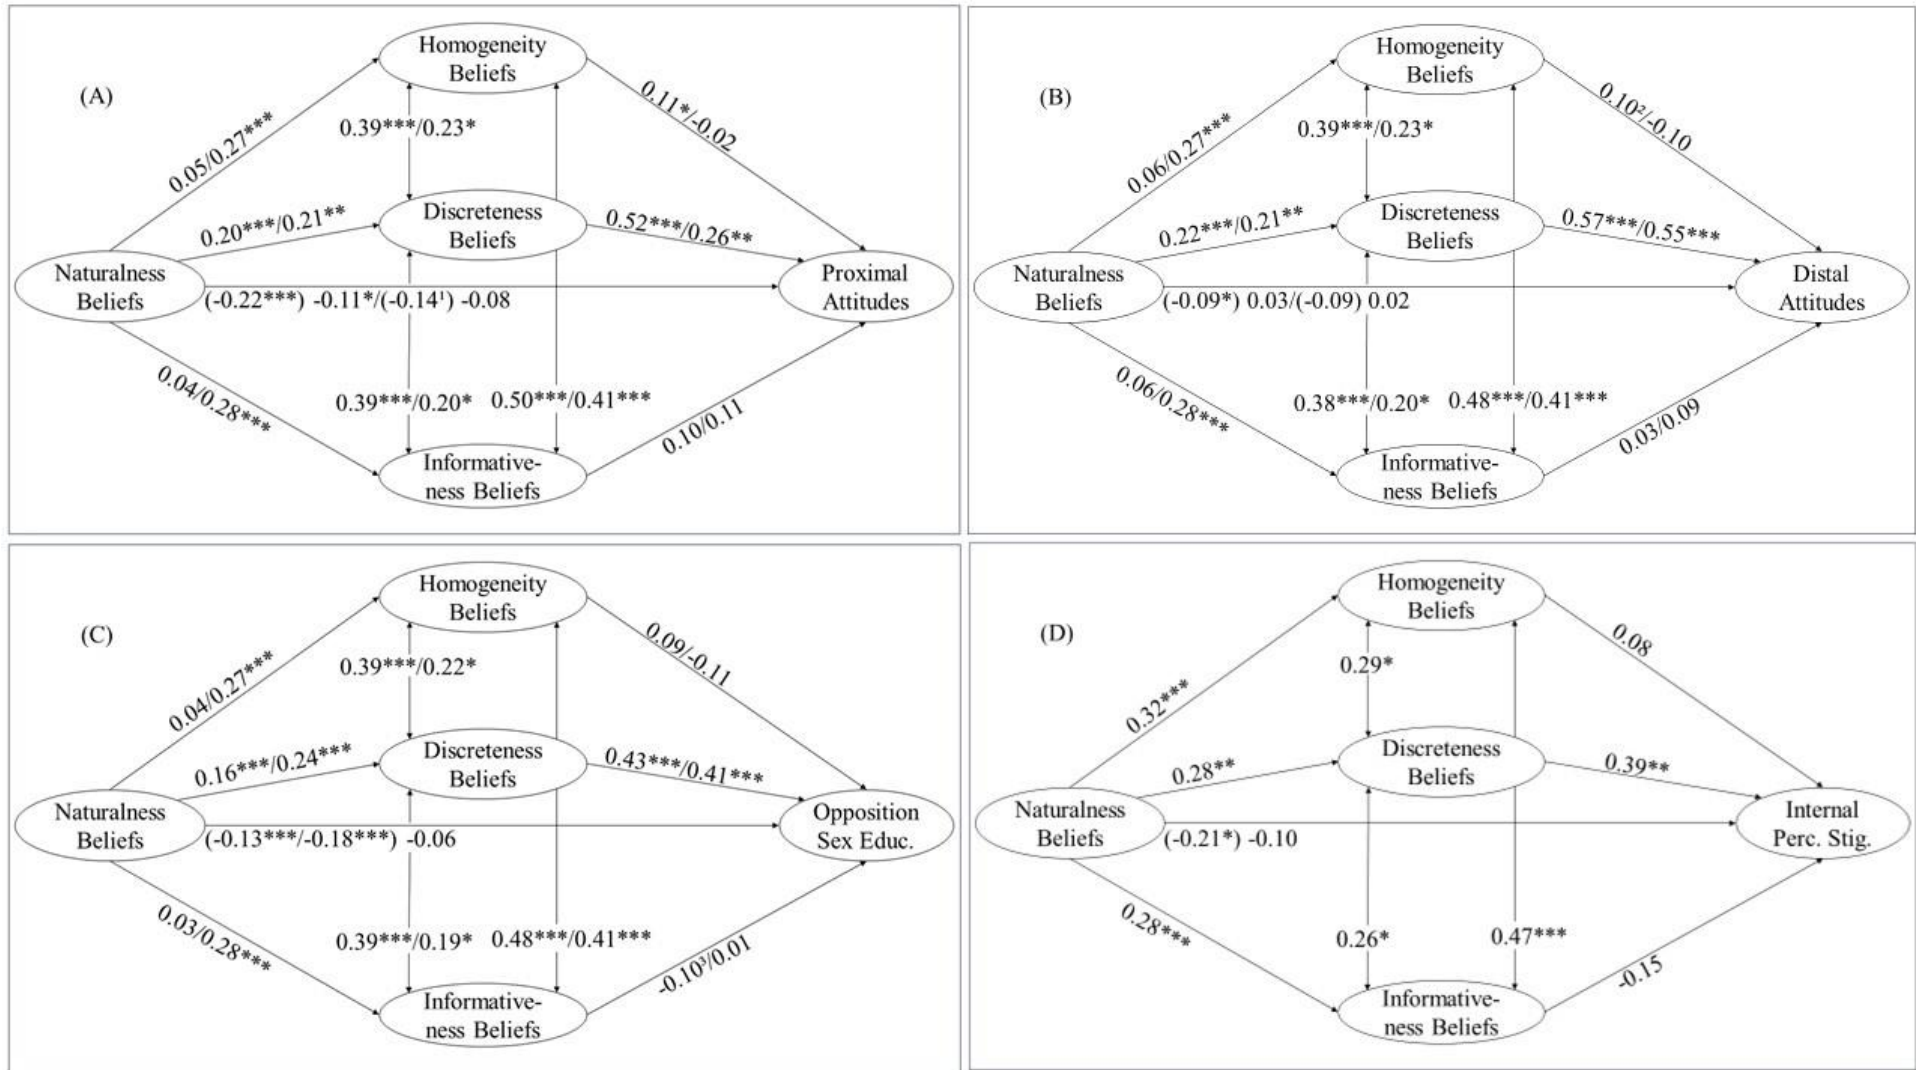 (A)
Homogeneity
Beliefs
0.05/0.27***
0.39***/0.23*
0.11*/-0.02
0.20***/0.21**
Discreteness
Beliefs
0.52***/0.26**
Naturalness
Beliefs
(-0.22***) -0.11*/(-0.14¹) -0.08
Proximal
Attitudes
0.04/0.28***
0.39***/0.20*
0.50***/0.41***
0.10/0.11
Informative-
ness Beliefs
(B)
Homogeneity
Beliefs
0.06/0.27***
0.39***/0.23*
0.10²/-0.10
0.22***/0.21**
Discreteness
Beliefs
0.57***/0.55***
Naturalness
Beliefs
(-0.09*) 0.03/(-0.09) 0.02
Distal
Attitudes
0.06/0.28***
0.38***/0.20*
0.48***/0.41***
0.03/0.09
Informative-
ness Beliefs
(C)
Homogeneity
Beliefs
0.04/0.27***
0.39***/0.22*
0.09/-0.11
0.16***/0.24***
Discreteness
Beliefs
0.43***/0.41***
Naturalness
Beliefs
(-0.13***/-0.18***) -0.06
Opposition
Sex Educ.
0.03/0.28***
0.39***/0.19*
0.48***/0.41***
-0.10³/0.01
Informative-
ness Beliefs
(D)
Homogeneity
Beliefs
0.32***
0.29*
0.08
0.28**
Discreteness
Beliefs
0.39**
Naturalness
Beliefs
(-0.21*) -0.10
Internal
Perc. Stig.
0.28***
0.26*
0.47***
-0.15
Informative-
ness Beliefs